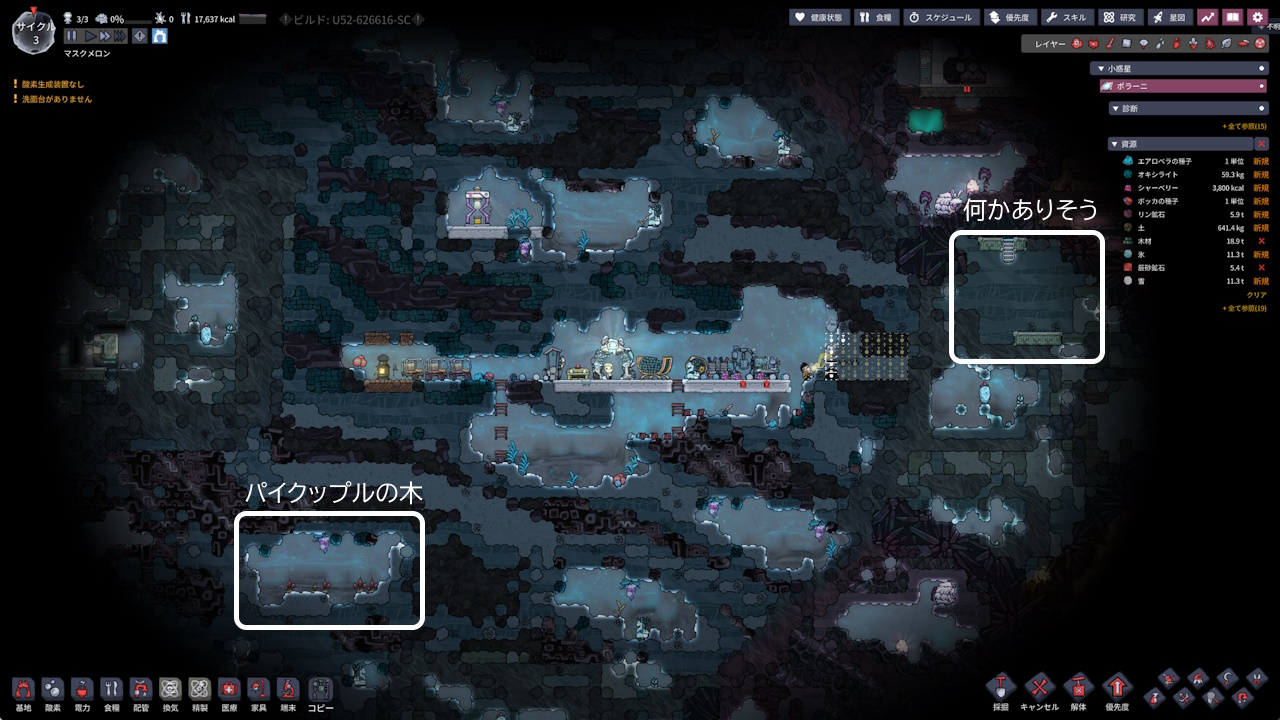 サイクル
3
3/3
0%
0
17,637 kcal
ビルド: U52-626616-SC
マスクメロン
酸素生成装置なし
洗面台がありません
健康状態
食糧
スケジュール
優先度
スキル
研究
星図
レイヤー
小惑星
ボラーニ
診断
+ 全て参照(15)
資源
エアロベラの種子 1 単位 新規
オキシライト 59.3 kg 新規
シャーベリー 3,800 kcal 新規
ボッカの種子 1 単位 新規
リン鉱石 5.9 t 新規
土 641.4 kg 新規
木材 18.9 t
氷 11.3 t 新規
辰砂鉱石 5.4 t
雪 11.3 t 新規
クリア
+ 全て参照(19)
何かありそう
パイクップルの木
基地
酸素
電力
食糧
配管
換気
精製
医療
家具
端末
コピー
採掘
キャンセル
解体
優先度